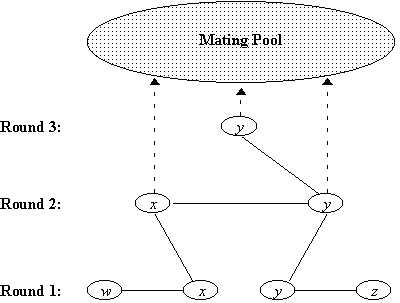 Mating Pool
Round 3: y
Round 2: x y
Round 1: w x y z